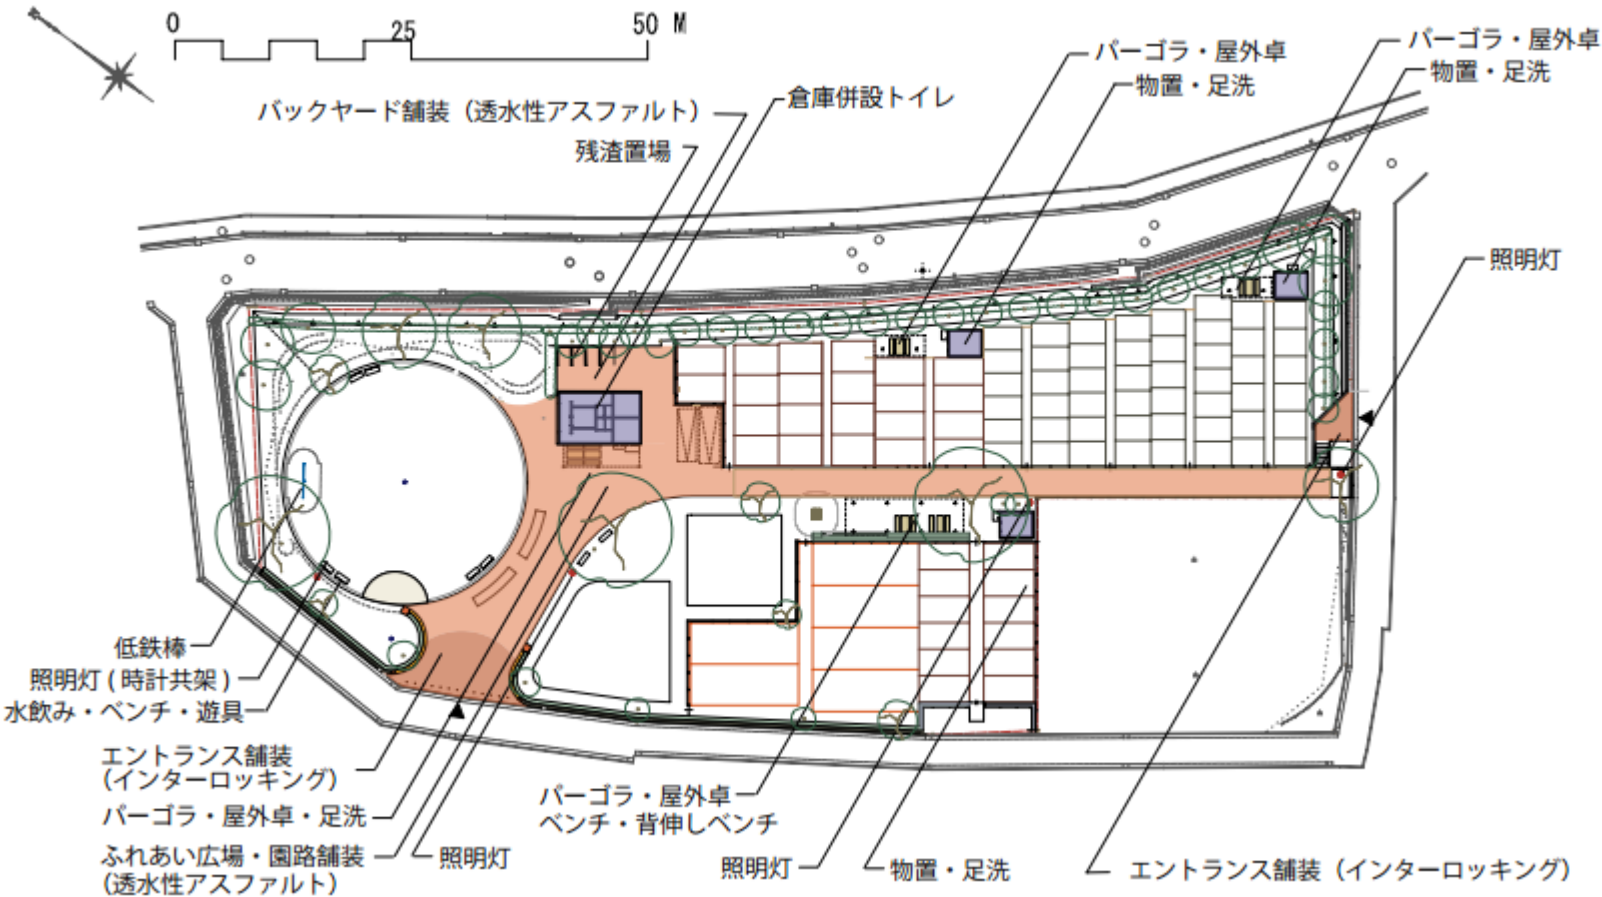 0
25
50 M
パーゴラ・屋外卓
物置・足洗
パーゴラ・屋外卓
物置・足洗
倉庫併設トイレ
バックヤード舗装（透水性アスファルト）
残渣置場
照明灯
低鉄棒
照明灯(時計共架)
水飲み・ベンチ・遊具
エントランス舗装
(インターロッキング)
パーゴラ・屋外卓・足洗
ふれあい広場・園路舗装
(透水性アスファルト)
照明灯
パーゴラ・屋外卓
ベンチ・背伸しベンチ
照明灯
物置・足洗
エントランス舗装（インターロッキング）